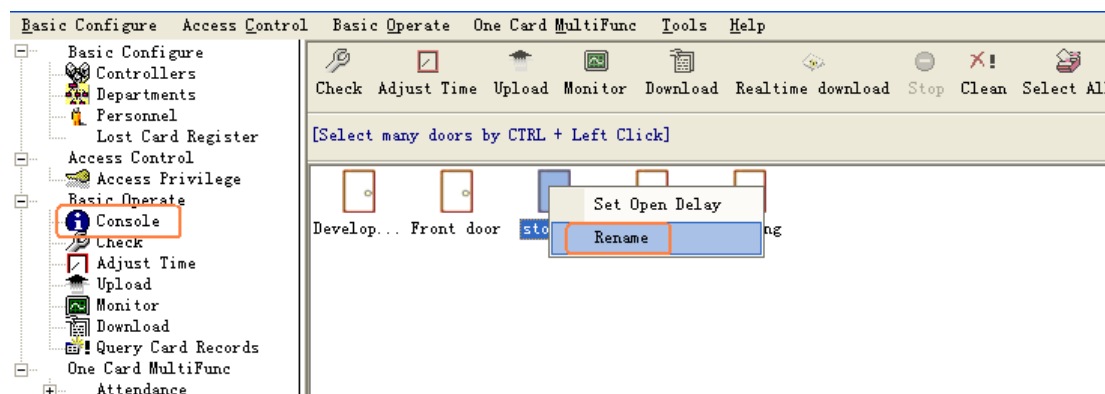 Basic Configure Access Control Basic Operate One Card MultiFunc Tools Help
Basic Configure
Controllers
Departments
Personnel
Lost Card Register
Access Control
Access Privilege
Basic Operate
Console
Check
Adjust Time
Upload
Monitor
Download
Query Card Records
One Card MultiFunc
Attendance
Check Adjust Time Upload Monitor Download Realtime download Stop Clean Select Al
[Select many doors by CTRL + Left Click]
Develop... Front door sto ng
Set Open Delay
Rename